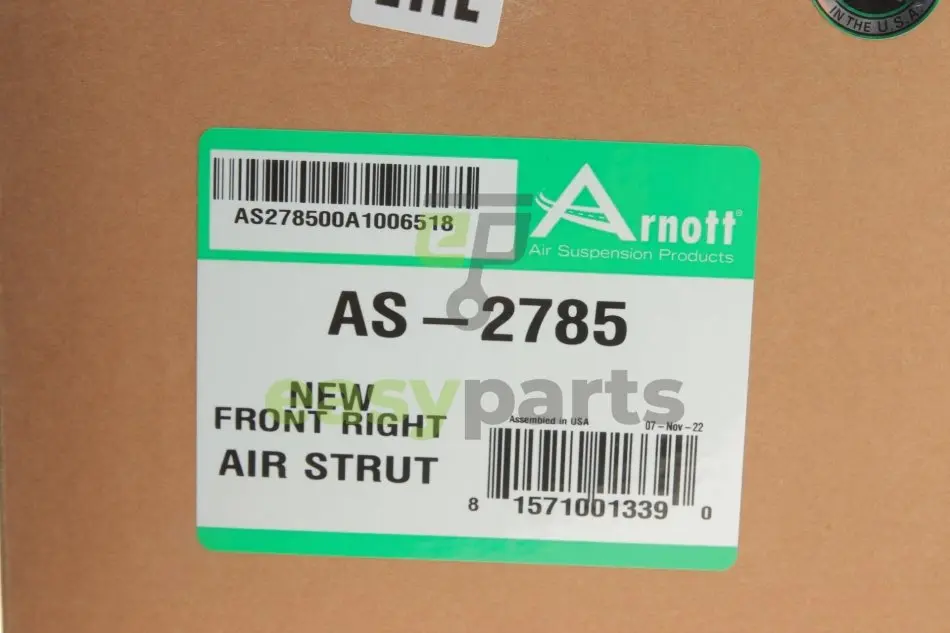 IN THE U.S.A
AS278500A1006518
Arnott®
Air Suspension Products
AS-2785
easyparts
NEW
FRONT RIGHT
AIR STRUT
Assembled in USA 07-Nov-22
8 1571001339 0